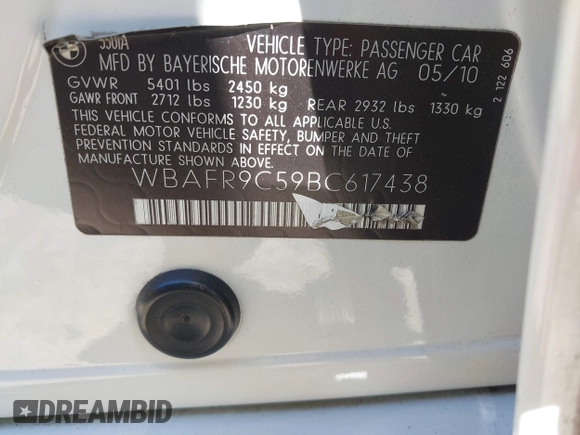 550iA
VEHICLE TYPE: PASSENGER CAR
MFD BY BAYERISCHE MOTORENWERKE AG 05/10
GVWR 5401 lbs 2450 kg
GAWR FRONT 2712 lbs 1230 kg REAR 2932 lbs 1330 kg
THIS VEHICLE CONFORMS TO ALL APPLICABLE U.S.
FEDERAL MOTOR VEHICLE SAFETY, BUMPER AND THEFT
PREVENTION STANDARDS IN EFFECT ON THE DATE OF
MANUFACTURE SHOWN ABOVE.
WBAFR9C59BC617438
2 122 606
DREAMBID